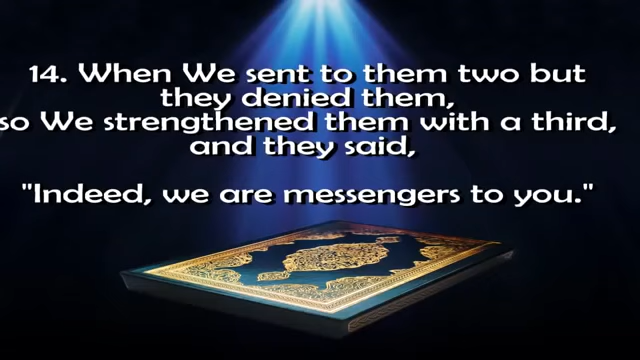 14. When We sent to them two but
they denied them,
so We strengthened them with a third,
and they said,
"Indeed, we are messengers to you."